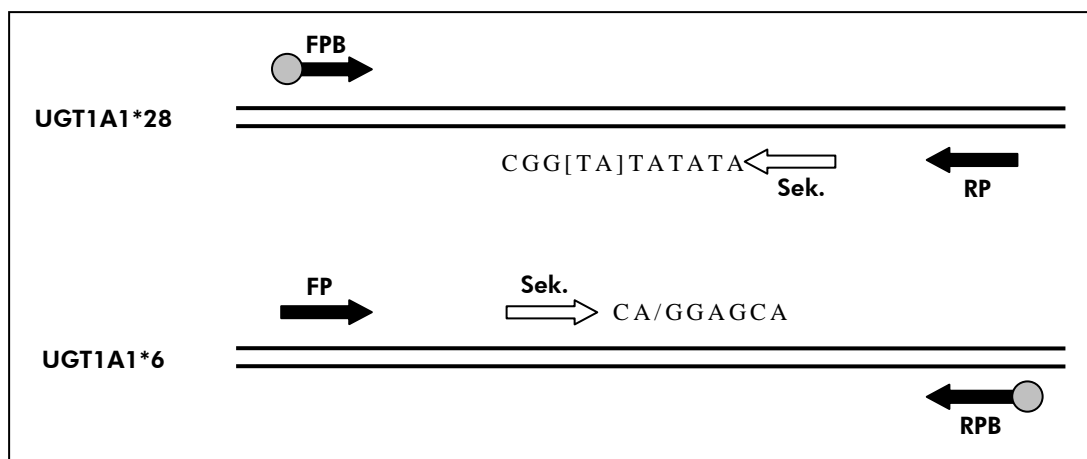 FPB
UGT1A1*28
CGG[TA]TATATA
Sek.
RP
FP
Sek.
CA/GGAGCA
UGT1A1*6
RPB